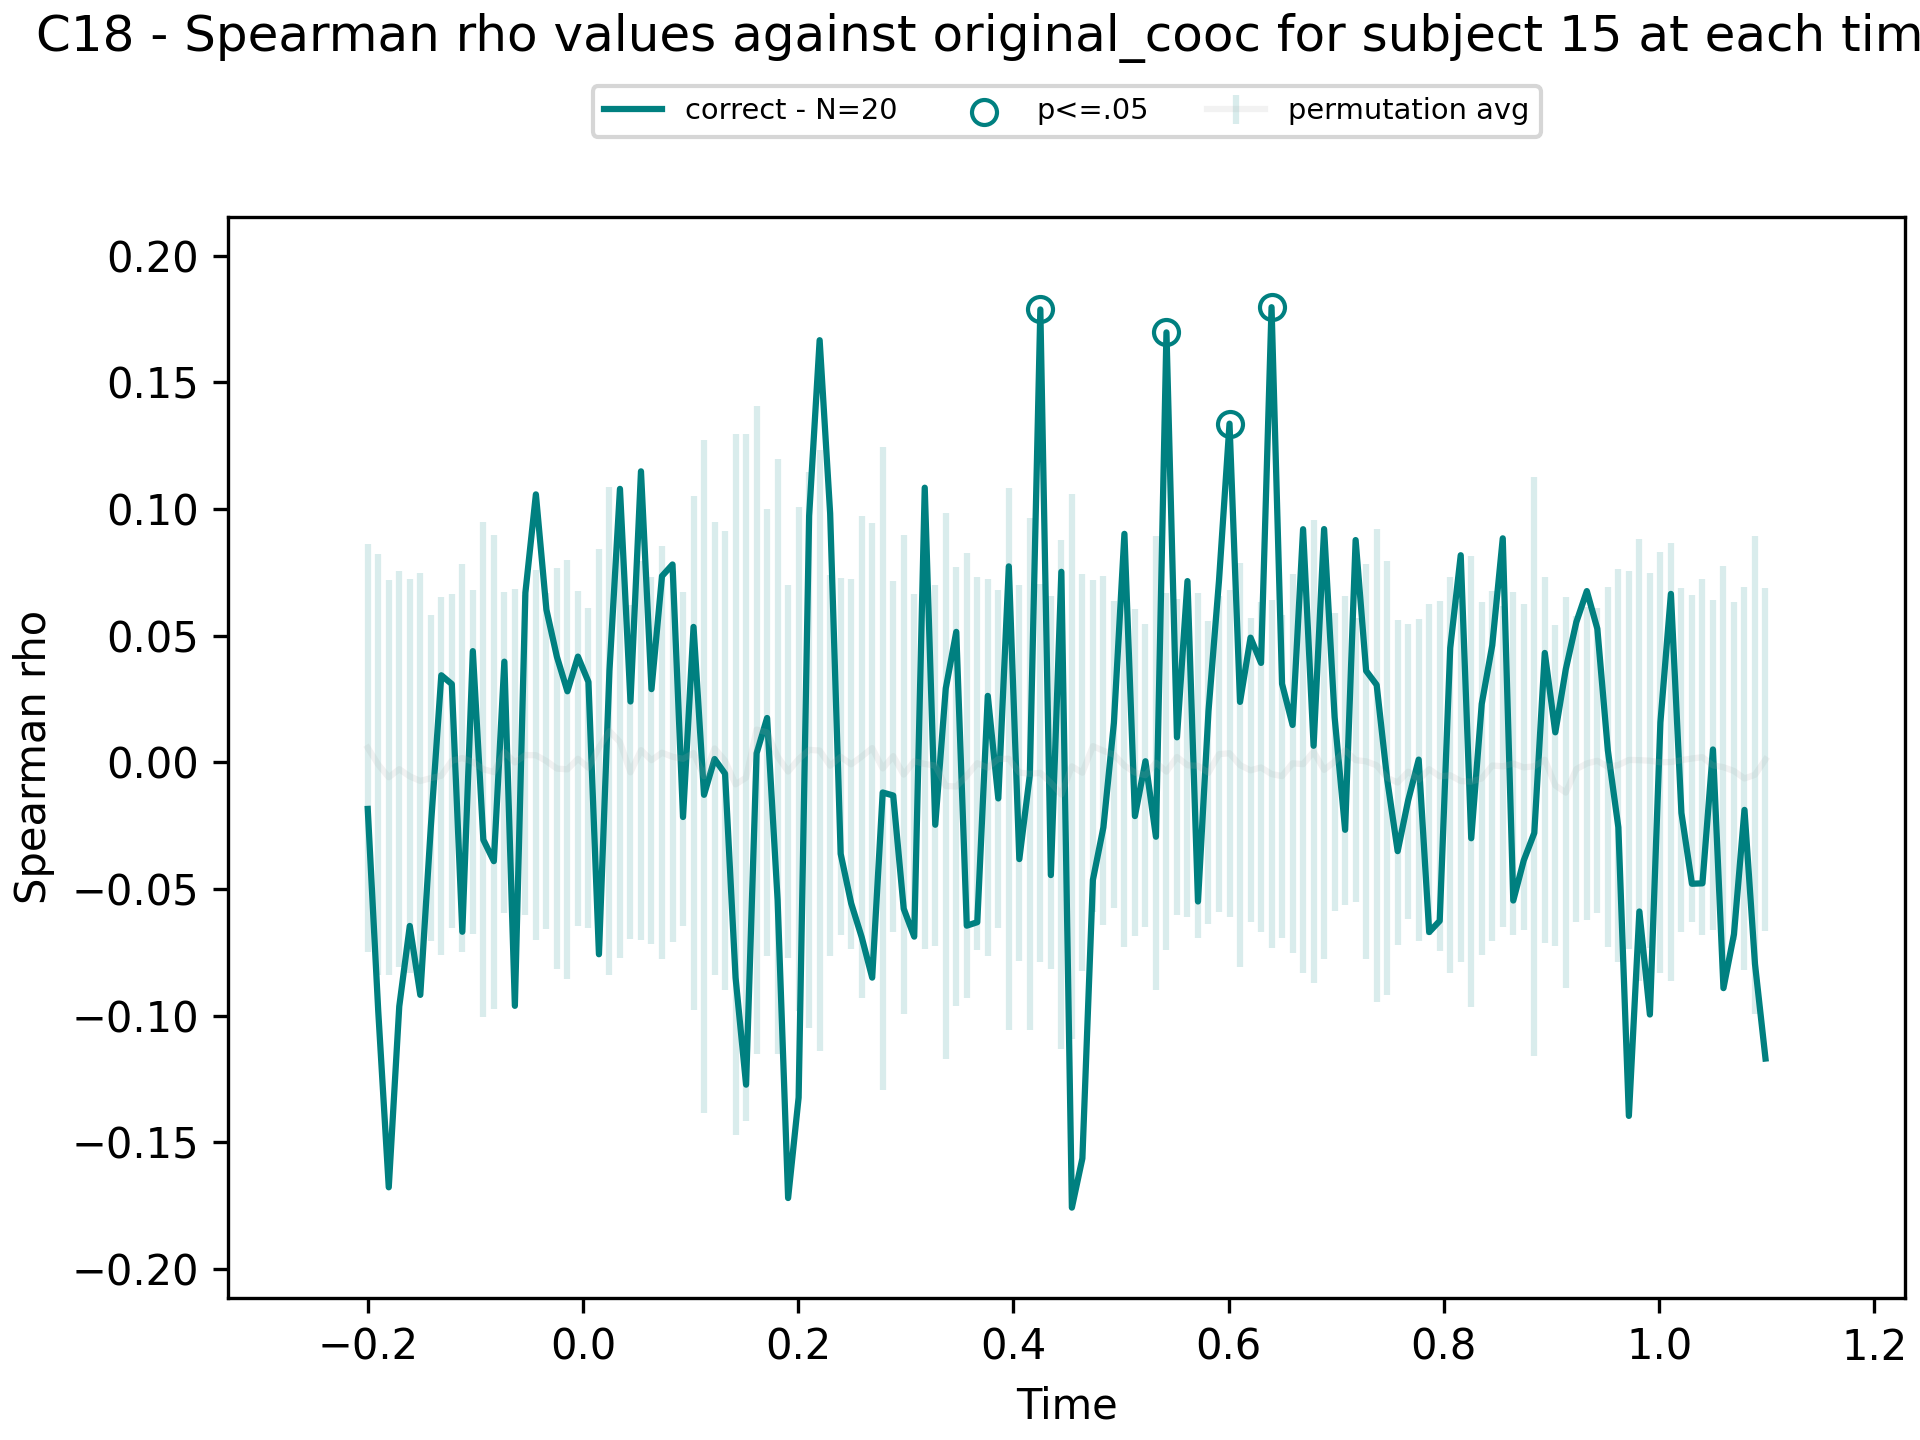 C18 - Spearman rho values against original_cooc for subject 15 at each tim
correct - N=20 p<=.05 permutation avg
0.20
0.15
0.10
0.05
0.00
−0.05
−0.10
−0.15
−0.20
Spearman rho
−0.2 0.0 0.2 0.4 0.6 0.8 1.0 1.2
Time